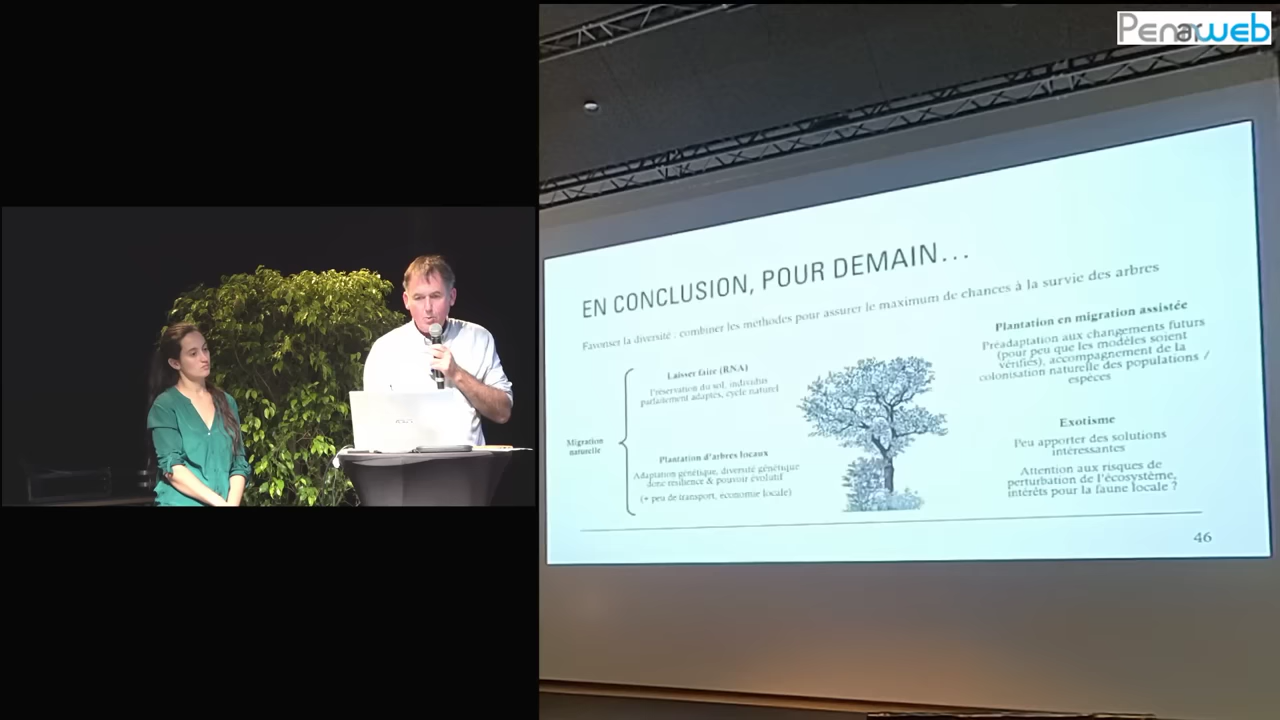 Penarweb
EN CONCLUSION, POUR DEMAIN...
Favoriser la diversité : combiner les méthodes pour assurer le maximum de chances à la survie des arbres
Migration
naturelle
Laisser faire (RNA)
Préservation du sol, individus
parfaitement adaptés, cycle naturel
Plantation d'arbres locaux
Adaptation génétique, diversité génétique
donc résilience & pouvoir évolutif
(+ peu de transport, économie locale)
Plantation en migration assistée
Préadaptation aux changements futurs
(pour peu que les modèles soient
vérifiés), accompagnement de la
colonisation naturelle des populations /
espèces
Exotisme
Peu apporter des solutions
intéressantes
Attention aux risques de
perturbation de l'écosystème,
intérêts pour la faune locale ?
46